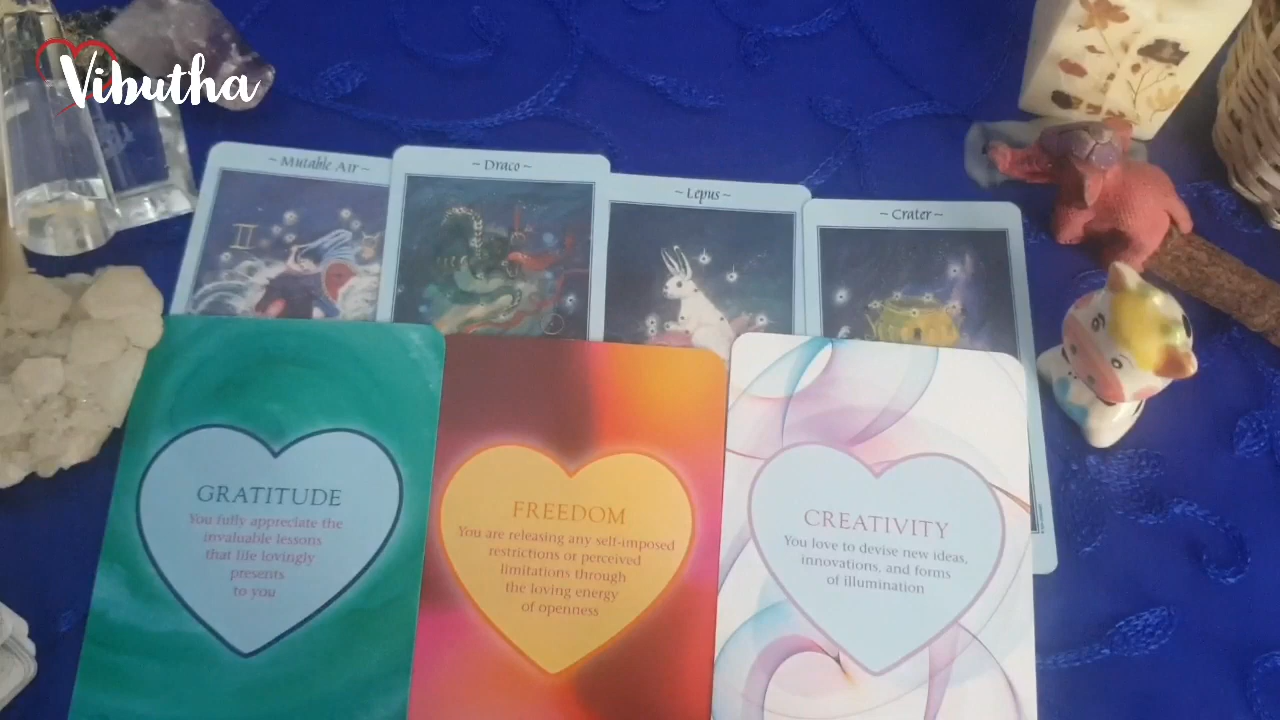 Vibutha
~ Mutable Air ~
~ Draco ~
~ Lepus ~
~ Crater ~
GRATITUDE
You fully appreciate the
invaluable lessons
that life lovingly
presents
to you
FREEDOM
You are releasing any self-imposed
restrictions or perceived
limitations through
the loving energy
of openness
CREATIVITY
You love to devise new ideas,
innovations, and forms
of illumination